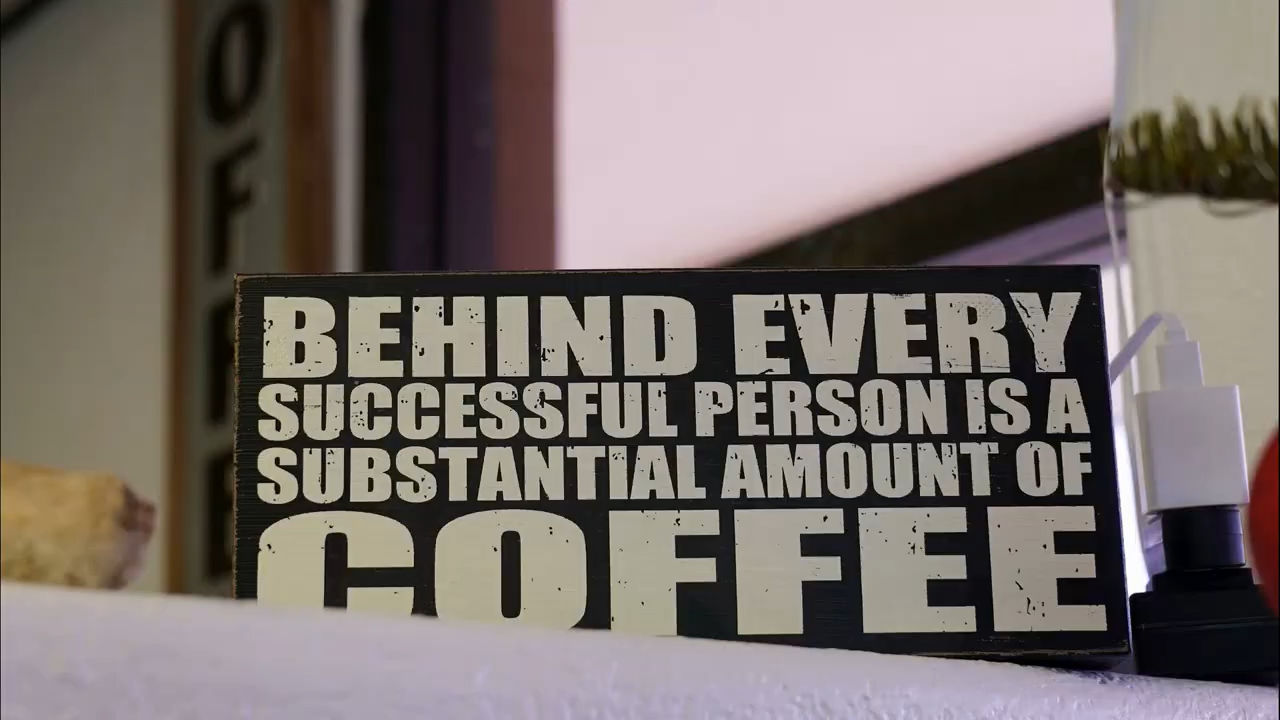 BEHIND EVERY
SUCCESSFUL PERSON IS A
SUBSTANTIAL AMOUNT OF
COFFEE